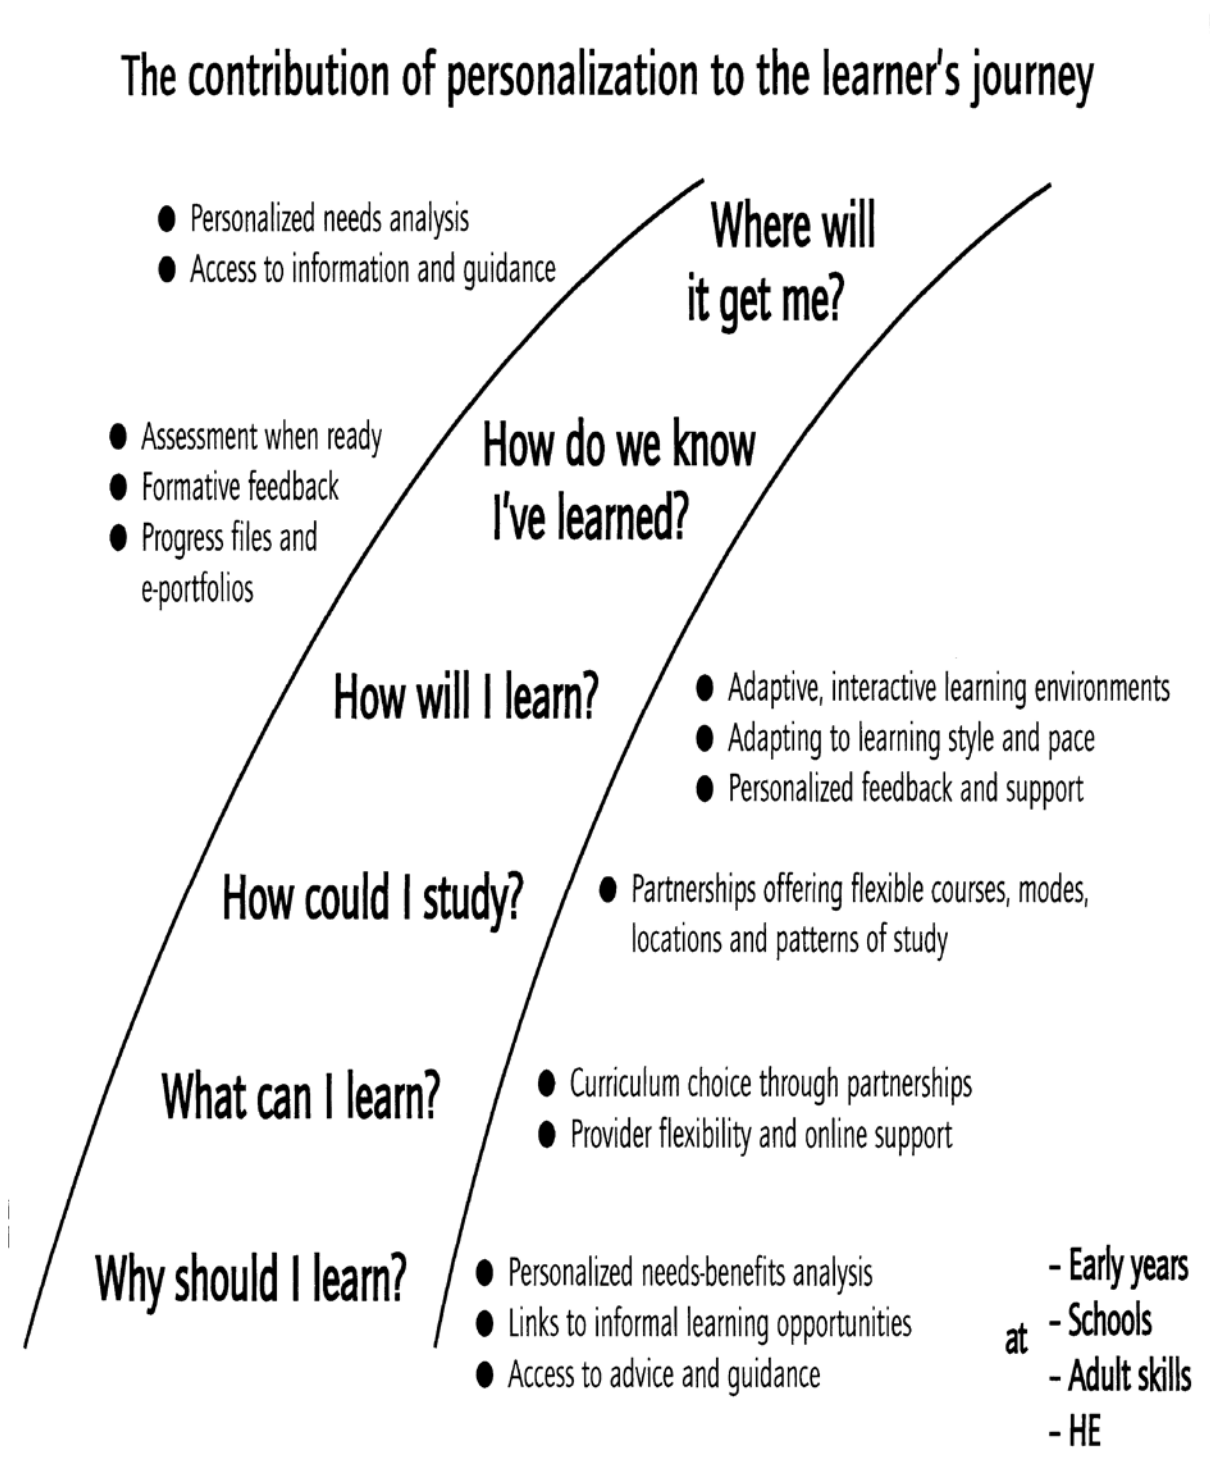 The contribution of personalization to the learner's journey
● Personalized needs analysis
● Access to information and guidance
Where will
it get me?
● Assessment when ready
● Formative feedback
● Progress files and
e-portfolios
How do we know
I've learned?
How will I learn?
● Adaptive, interactive learning environments
● Adapting to learning style and pace
● Personalized feedback and support
How could I study?
● Partnerships offering flexible courses, modes,
locations and patterns of study
What can I learn?
● Curriculum choice through partnerships
● Provider flexibility and online support
Why should I learn?
● Personalized needs-benefits analysis
● Links to informal learning opportunities
● Access to advice and guidance
at
– Early years
– Schools
– Adult skills
– HE